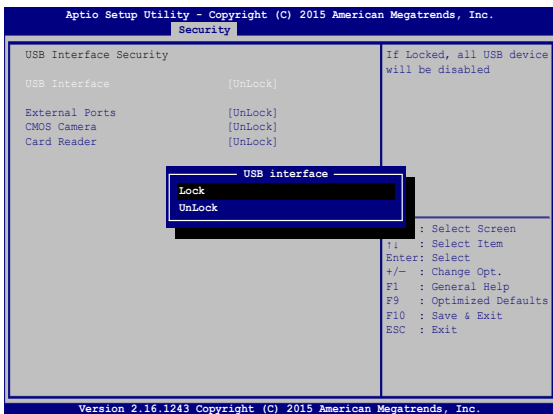 Aptio Setup Utility - Copyright (C) 2015 American Megatrends, Inc.
Security
USB Interface Security
USB Interface [UnLock]
External Ports [UnLock]
CMOS Camera [UnLock]
Card Reader [UnLock]
If Locked, all USB device
will be disabled
USB interface
Lock
UnLock
: Select Screen
↑↓ : Select Item
Enter: Select
+/— : Change Opt.
F1 : General Help
F9 : Optimized Defaults
F10 : Save & Exit
ESC : Exit
Version 2.16.1243 Copyright (C) 2015 American Megatrends, Inc.